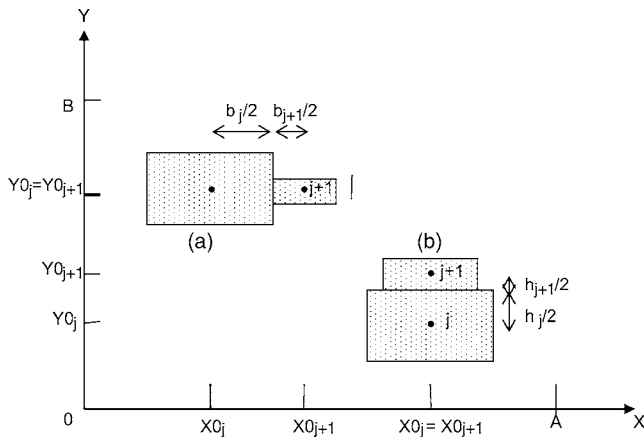 Y
B
b j/2 b j+1/2
Y0j=Y0j+1
j+1
(a) (b)
Y0j+1
j+1
h j+1/2
Y0j
j
h j/2
0
X0j X0j+1 X0j = X0j+1 A X